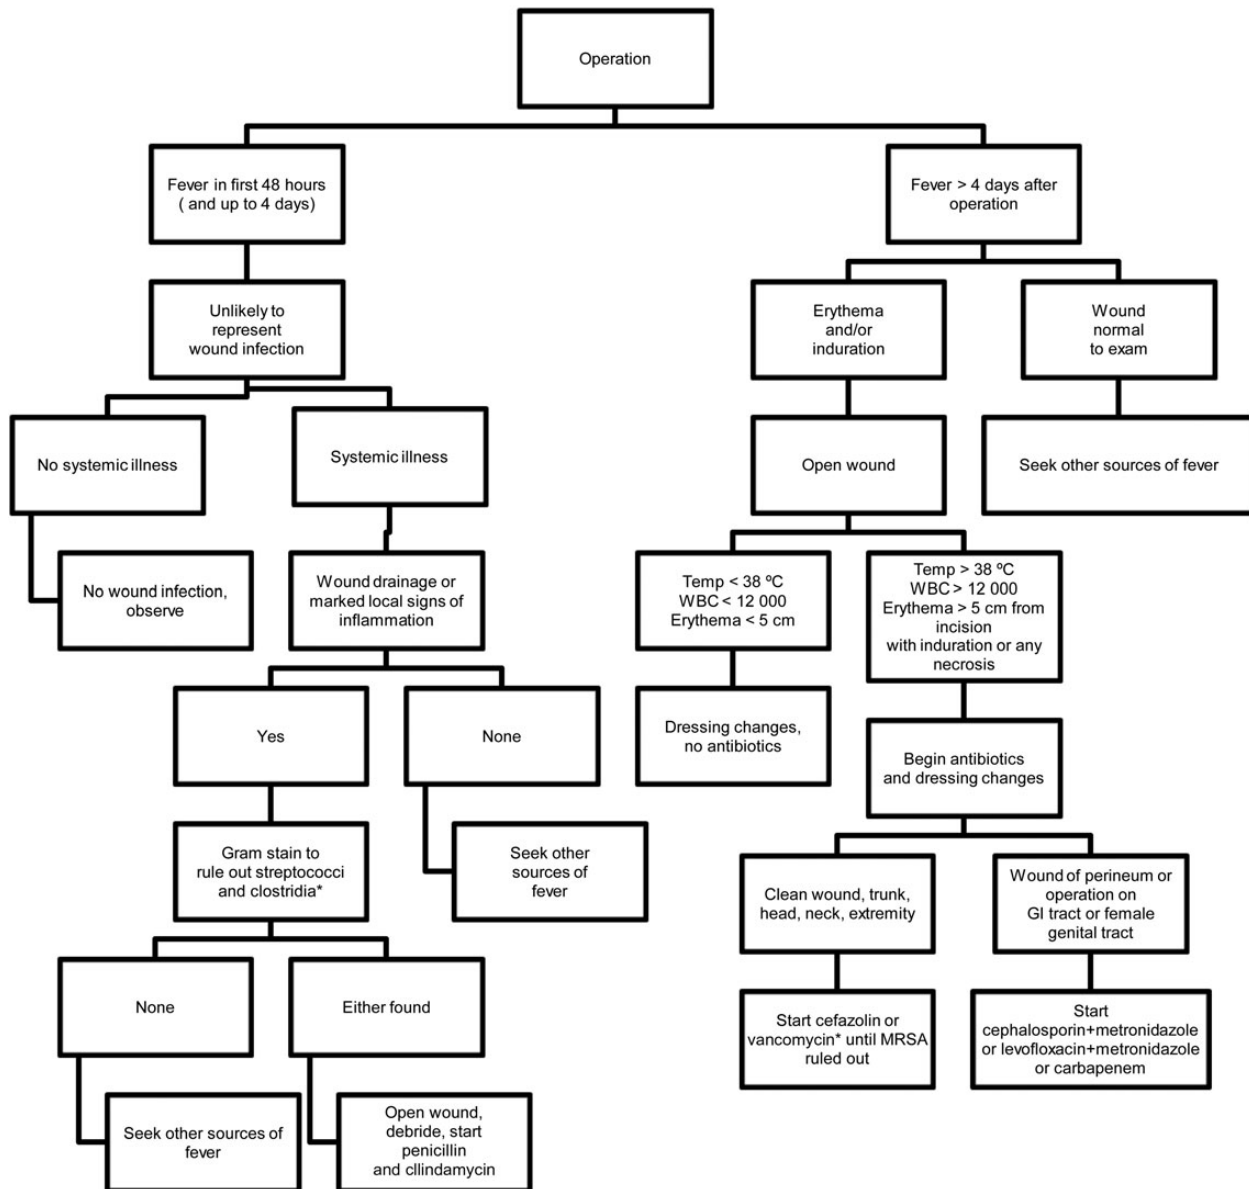 Operation
Fever in first 48 hours
( and up to 4 days)
Fever > 4 days after
operation
Unlikely to
represent
wound infection
Erythema
and/or
induration
Wound
normal
to exam
No systemic illness
Systemic illness
Open wound
Seek other sources of fever
No wound infection,
observe
Wound drainage or
marked local signs of
inflammation
Temp < 38 ºC
WBC < 12 000
Erythema < 5 cm
Temp > 38 ºC
WBC > 12 000
Erythema > 5 cm from
incision
with induration or any
necrosis
Yes
None
Dressing changes,
no antibiotics
Begin antibiotics
and dressing changes
Gram stain to
rule out streptococci
and clostridia*
Seek other
sources of
fever
Clean wound, trunk,
head, neck, extremity
Wound of perineum or
operation on
GI tract or female
genital tract
None
Either found
Start cefazolin or
vancomycin* until MRSA
ruled out
Start
cephalosporin+metronidazole
or levofloxacin+metronidazole
or carbapenem
Seek other sources of
fever
Open wound,
debride, start
penicillin
and cllindamycin